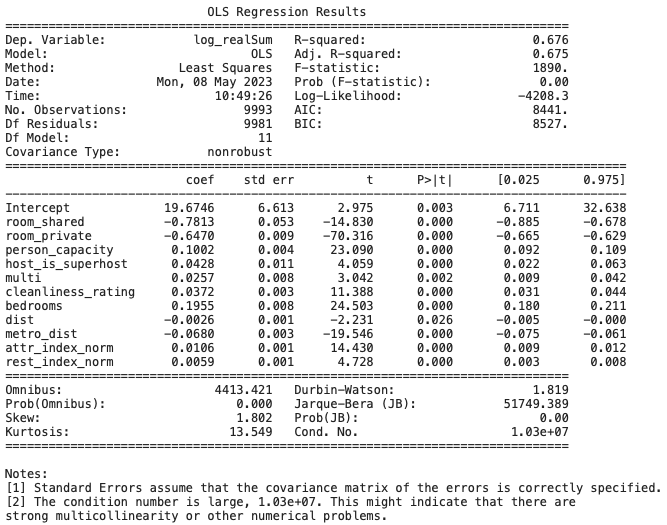 OLS Regression Results
==============================================================================
Dep. Variable: log_realSum R-squared: 0.676
Model: OLS Adj. R-squared: 0.675
Method: Least Squares F-statistic: 1890.
Date: Mon, 08 May 2023 Prob (F-statistic): 0.00
Time: 10:49:26 Log-Likelihood: -4208.3
No. Observations: 9993 AIC: 8441.
Df Residuals: 9981 BIC: 8527.
Df Model: 11
Covariance Type: nonrobust
==============================================================================
coef std err t P>|t| [0.025 0.975]
------------------------------------------------------------------------------
Intercept 19.6746 6.613 2.975 0.003 6.711 32.638
room_shared -0.7813 0.053 -14.830 0.000 -0.885 -0.678
room_private -0.6470 0.009 -70.316 0.000 -0.665 -0.629
person_capacity 0.1002 0.004 23.090 0.000 0.092 0.109
host_is_superhost 0.0428 0.011 4.059 0.000 0.022 0.063
multi 0.0257 0.008 3.042 0.002 0.009 0.042
cleanliness_rating 0.0372 0.003 11.388 0.000 0.031 0.044
bedrooms 0.1955 0.008 24.503 0.000 0.180 0.211
dist -0.0026 0.001 -2.231 0.026 -0.005 -0.000
metro_dist -0.0680 0.003 -19.546 0.000 -0.075 -0.061
attr_index_norm 0.0106 0.001 14.430 0.000 0.009 0.012
rest_index_norm 0.0059 0.001 4.728 0.000 0.003 0.008
==============================================================================
Omnibus: 4413.421 Durbin-Watson: 1.819
Prob(Omnibus): 0.000 Jarque-Bera (JB): 51749.389
Skew: 1.802 Prob(JB): 0.00
Kurtosis: 13.549 Cond. No. 1.03e+07
==============================================================================
Notes:
[1] Standard Errors assume that the covariance matrix of the errors is correctly specified.
[2] The condition number is large, 1.03e+07. This might indicate that there are
strong multicollinearity or other numerical problems.